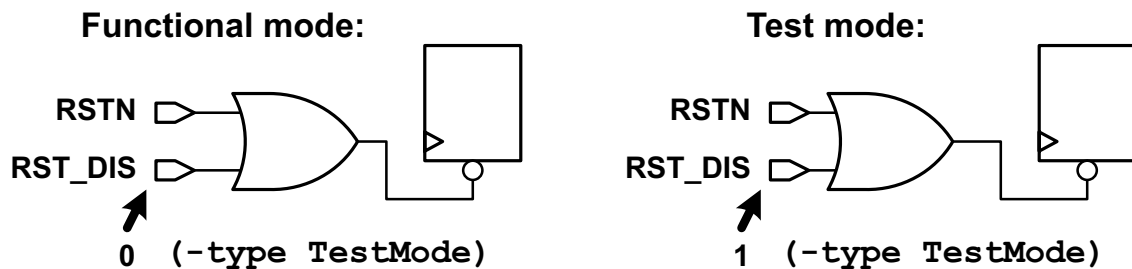 Functional mode:
RSTN
RST_DIS
0 (-type TestMode)
Test mode:
RSTN
RST_DIS
1 (-type TestMode)